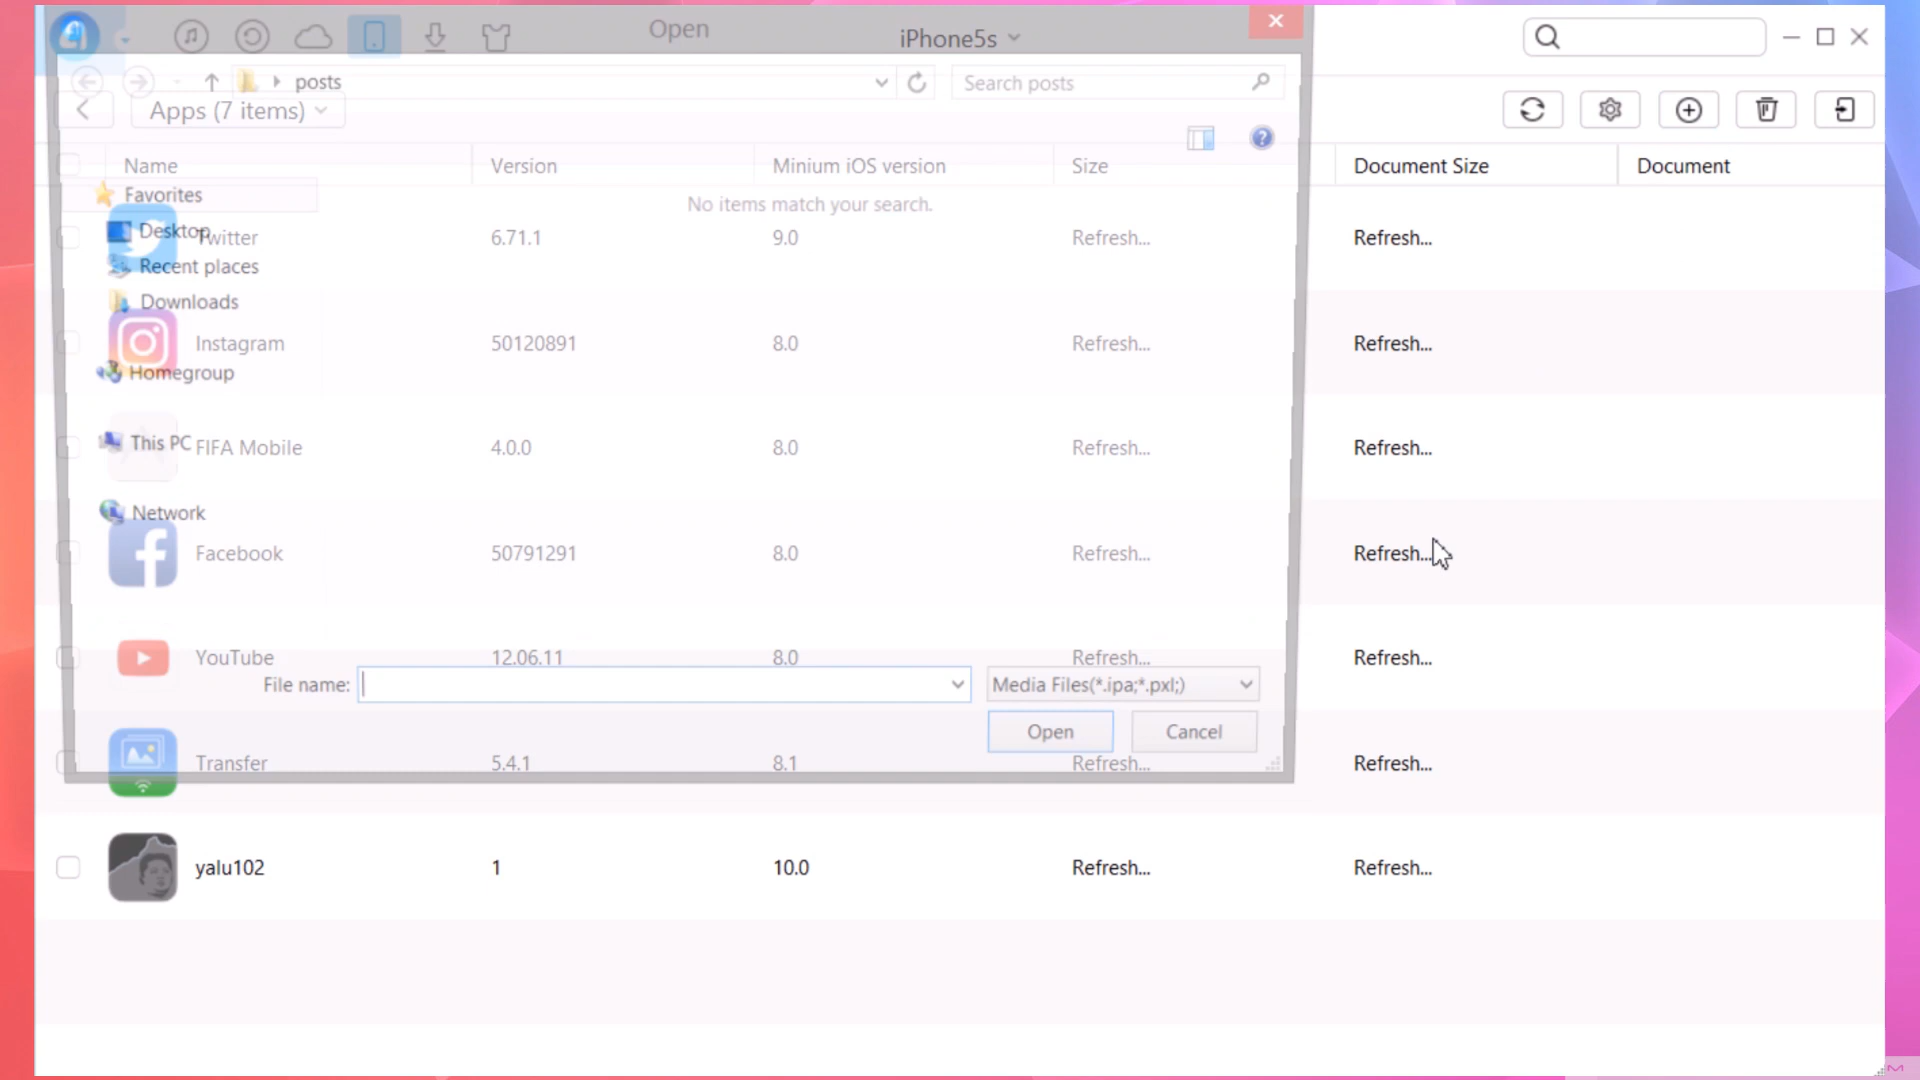 Open
iPhone5s
posts
Search posts
Apps (7 items)
Name Version Minium iOS version Size Document Size Document
Favorites
No items match your search.
Desktop
Twitter 6.71.1 9.0 Refresh... Refresh...
Recent places
Downloads
Instagram 50120891 8.0 Refresh... Refresh...
Homegroup
This PC
FIFA Mobile 4.0.0 8.0 Refresh... Refresh...
Network
Facebook 50791291 8.0 Refresh... Refresh...
YouTube 12.06.11 8.0 Refresh... Refresh...
File name: Media Files(*.ipa;*.pxl;)
Open Cancel
Transfer 5.4.1 8.1 Refresh... Refresh...
yalu102 1 10.0 Refresh... Refresh...